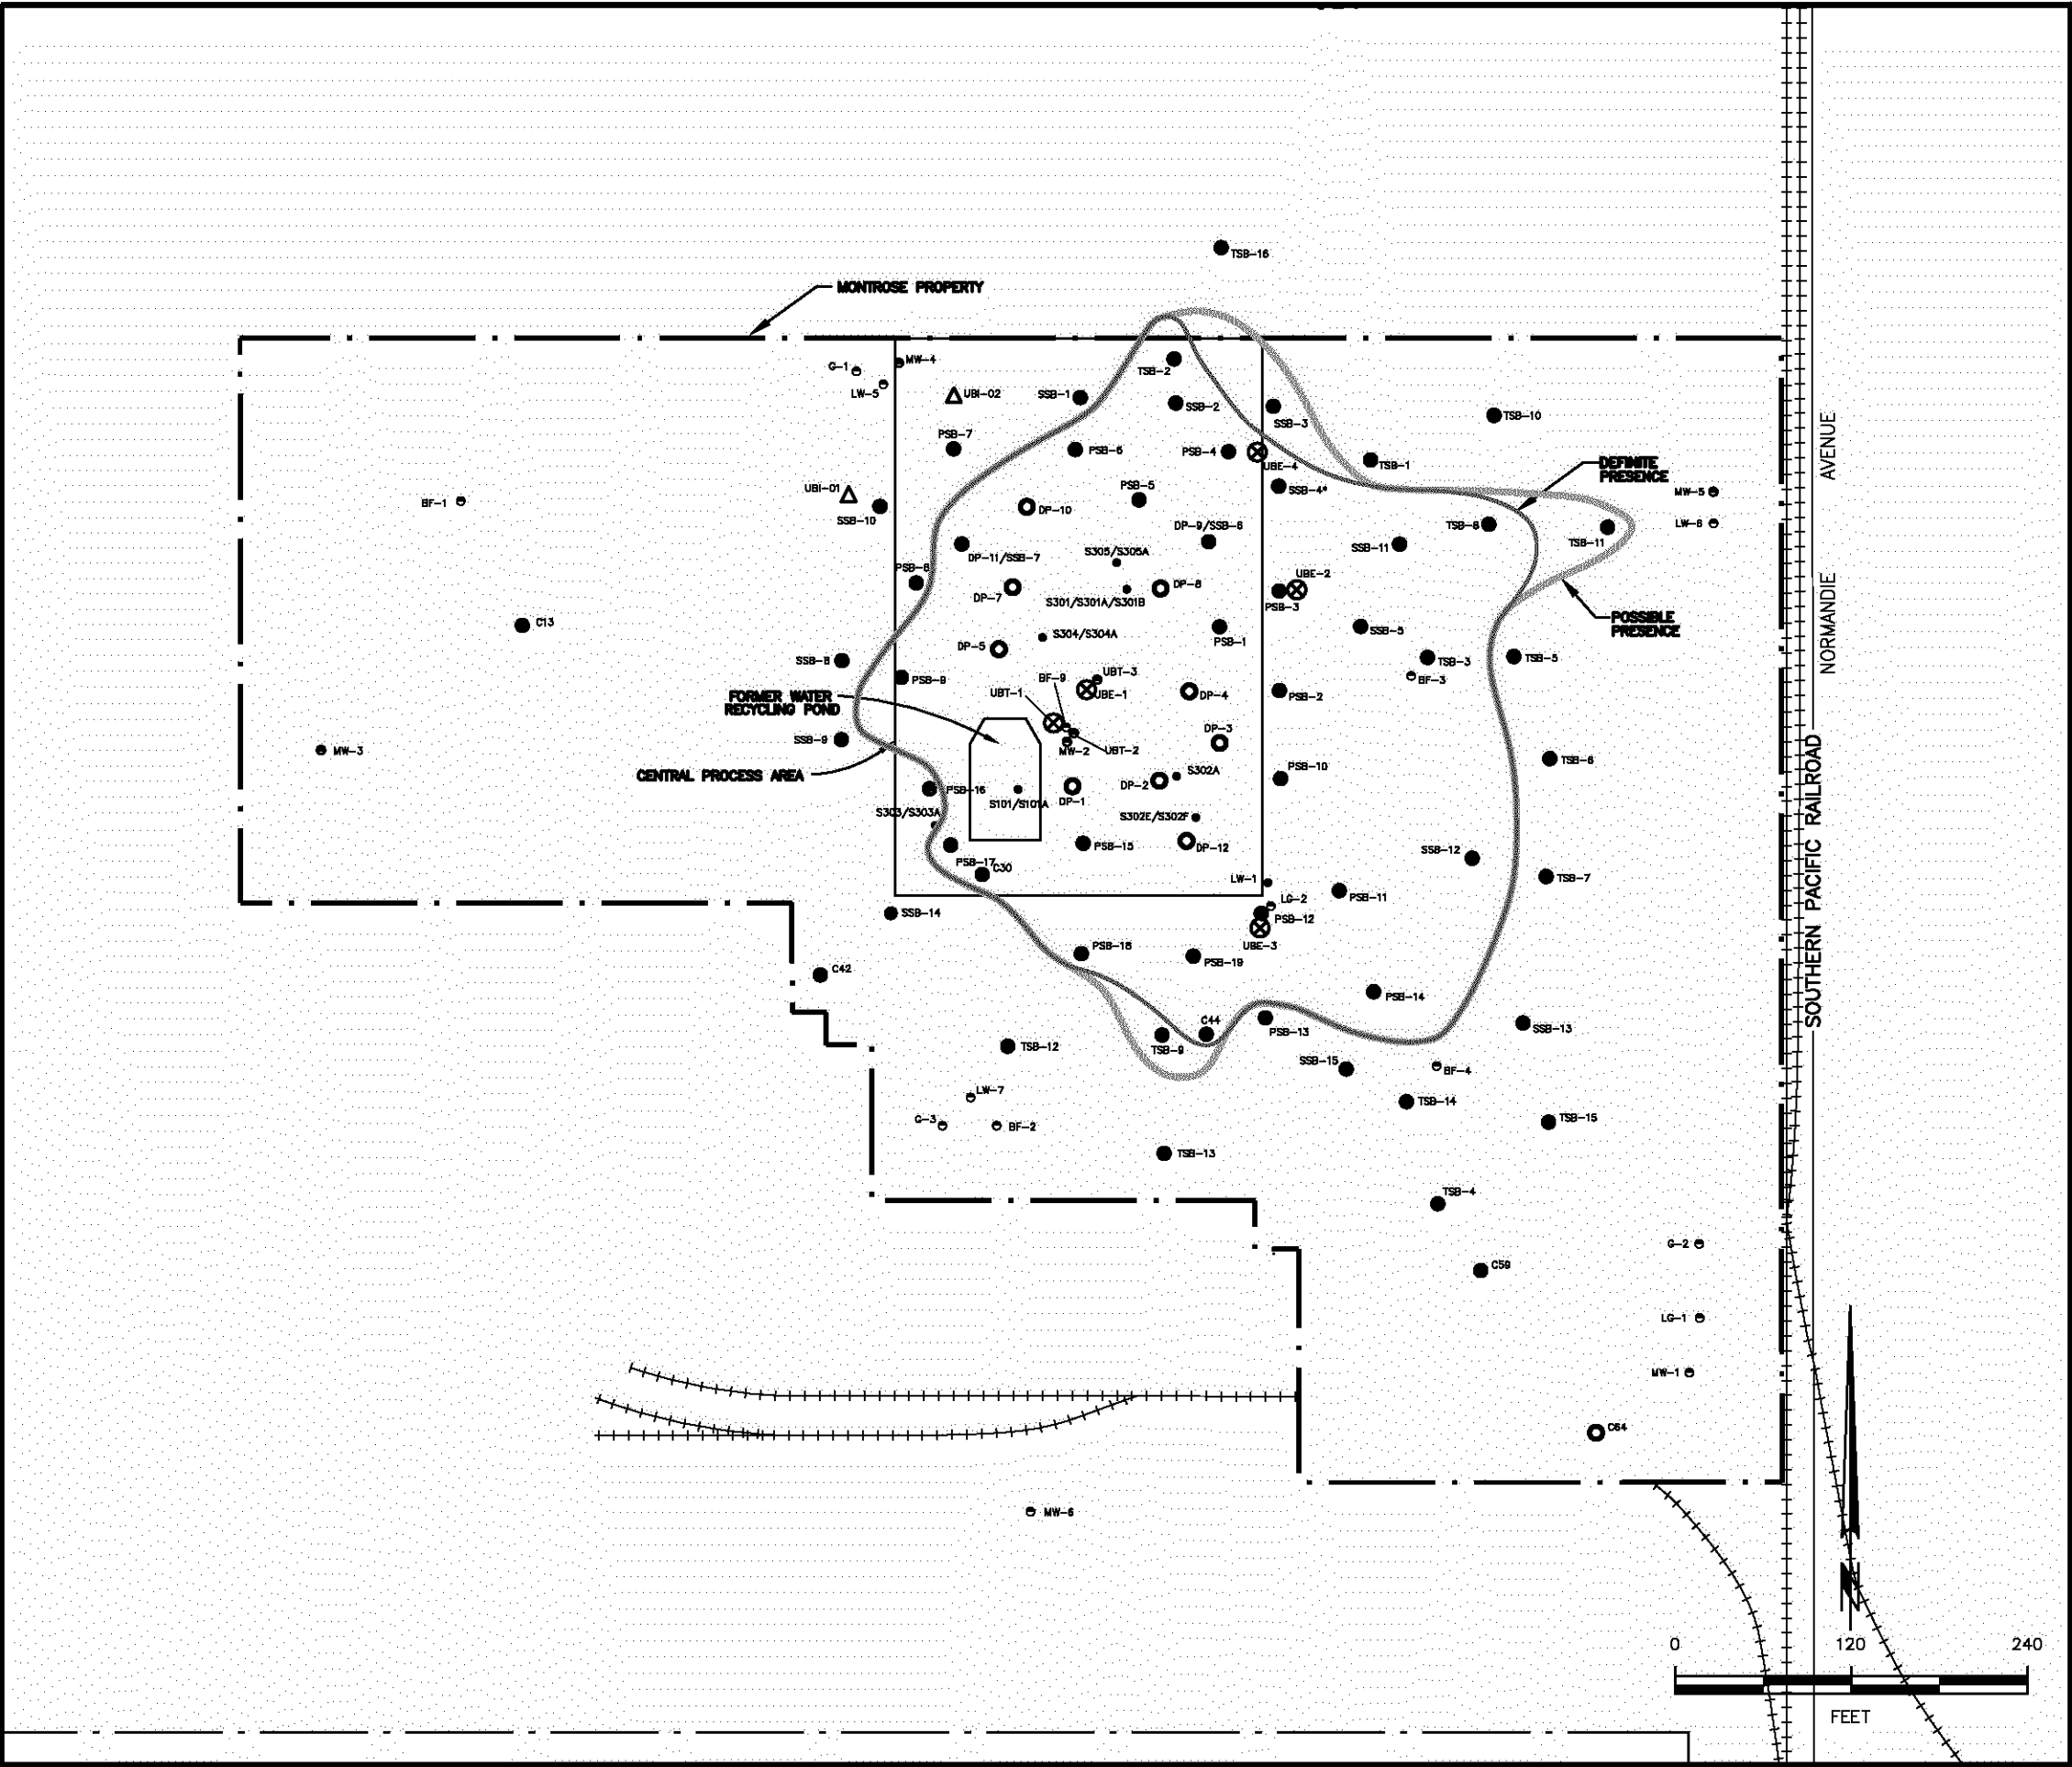 TSB-16
MONTROSE PROPERTY
MW-4
G-1
TSB-2
LW-5
UBI-02
SSB-1
SSB-2
TSB-10
SSB-3
PSB-7
PSB-6
PSB-4
UBE-4
TSB-1
DEFINITE
PRESENCE
AVENUE
UBI-01
PSB-5
SSB-4*
MW-5
BF-1
SSB-10
DP-10
DP-9/SSB-6
TSB-8
LW-6
TSB-11
SSB-11
DP-11/SSB-7
S305/S305A
PSB-8
UBE-2
DP-8
DP-7
S301/S301A/S301B
PSB-3
POSSIBLE
PRESENCE
NORMANDIE
C13
S304/S304A
PSB-1
SSB-5
DP-5
SSB-8
TSB-3
TSB-5
UBT-3
BF-9
BF-3
PSB-9
UBT-1
UBE-1
DP-4
PSB-2
FORMER WATER
RECYCLING POND
DP-3
SSB-9
MW-3
MW-2
UBT-2
TSB-6
CENTRAL PROCESS AREA
S302A
PSB-10
DP-2
PSB-16
S101/S101A
DP-1
S303/S303A
S302E/S302F
PSB-15
DP-12
SSB-12
PSB-17
C30
LW-1
TSB-7
PSB-11
LG-2
SSB-14
PSB-12
UBE-3
PSB-18
PSB-19
C42
PSB-14
SOUTHERN PACIFIC RAILROAD
C44
PSB-13
SSB-13
TSB-12
TSB-9
SSB-15
BF-4
LW-7
TSB-14
G-3
BF-2
TSB-15
TSB-13
TSB-4
G-2
C59
LG-1
MW-1
C64
MW-6
N
0 120 240
FEET